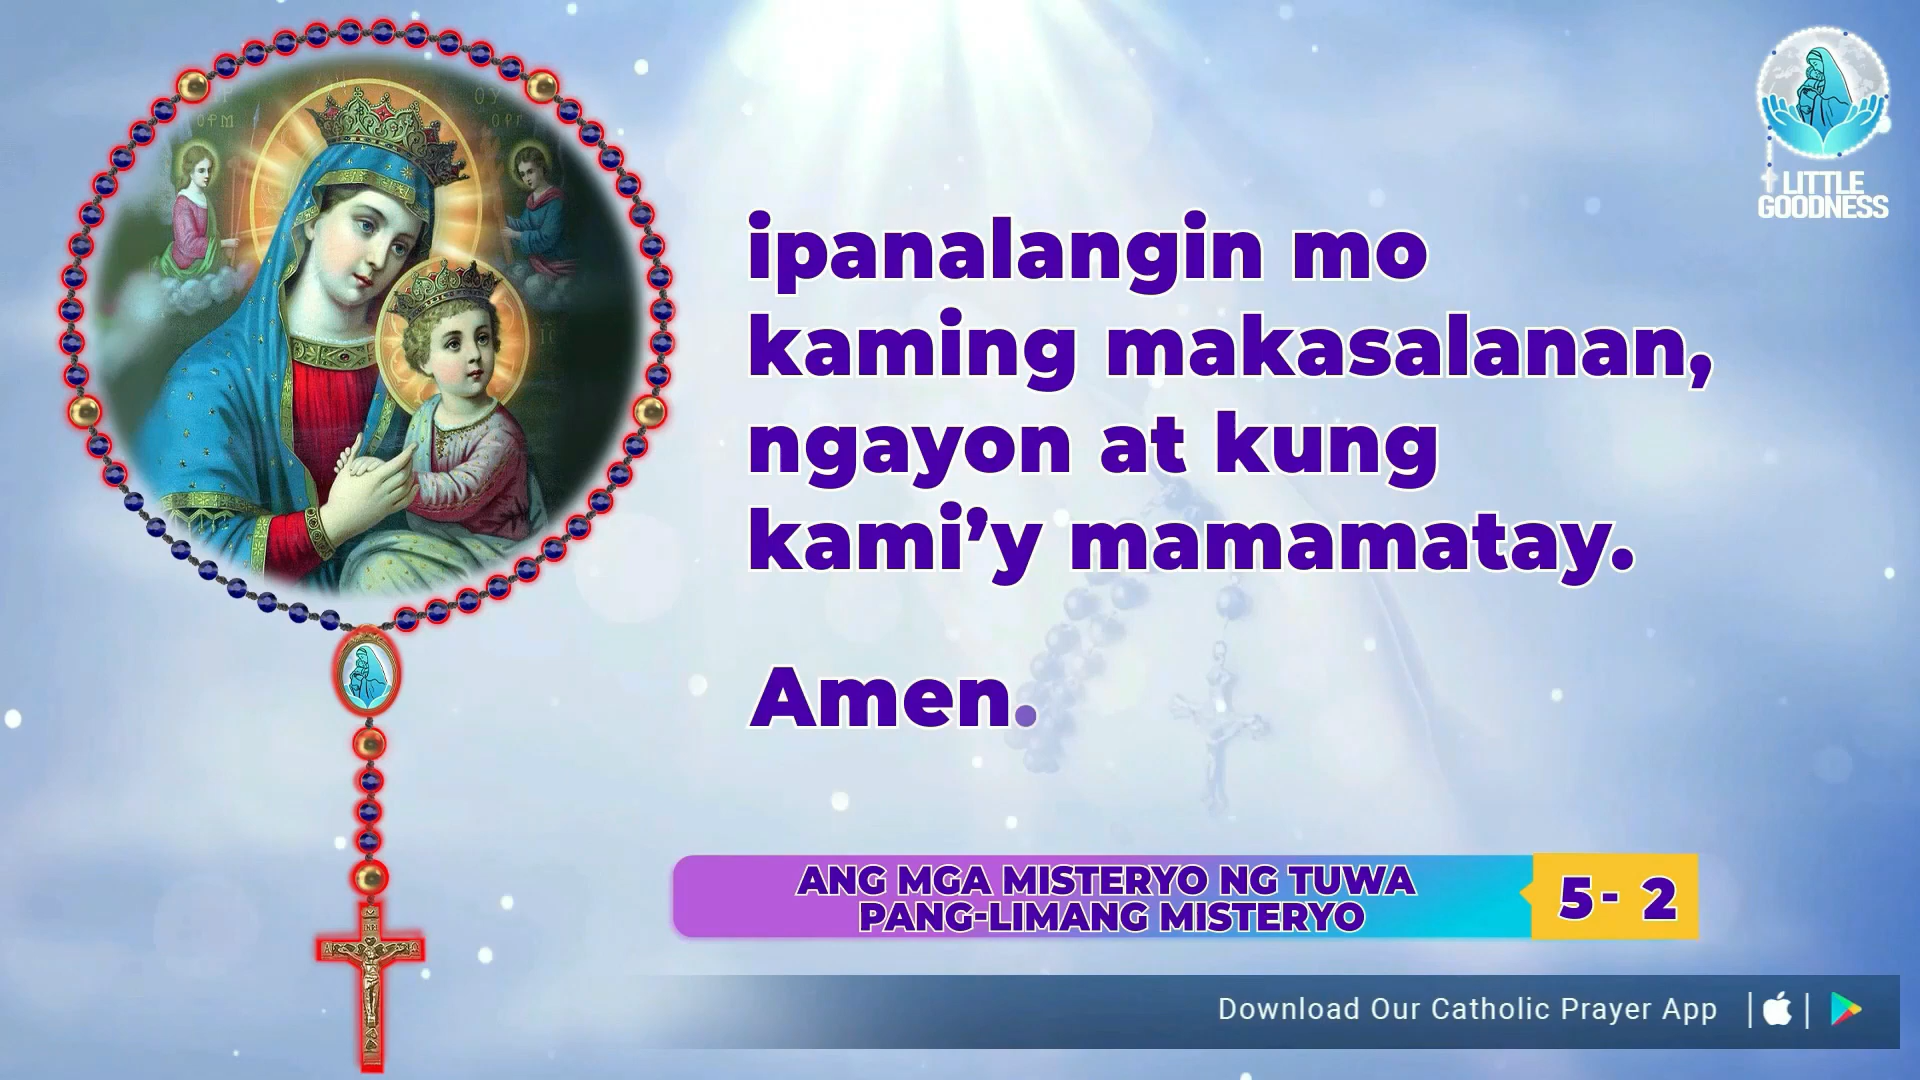 LITTLE
GOODNESS
ipanalangin mo
kaming makasalanan,
ngayon at kung
kami’y mamamatay.
Amen.
ANG MGA MISTERYO NG TUWA
PANG-LIMANG MISTERYO
5- 2
Download Our Catholic Prayer App
INRI